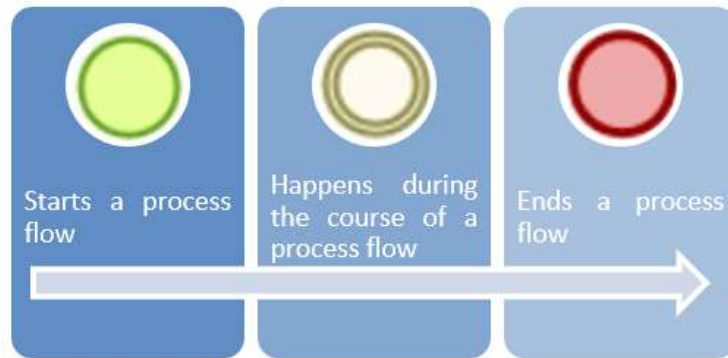 Starts a process
flow
Happens during
the course of a
process flow
Ends a process
flow